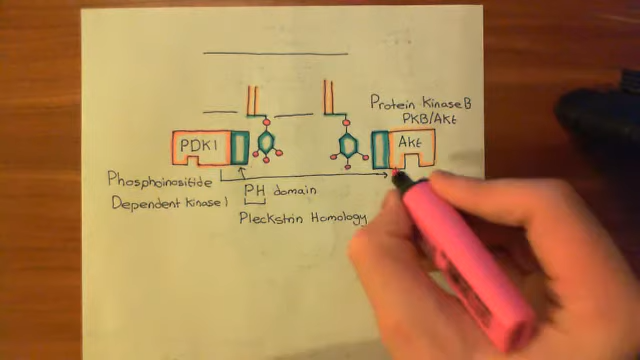 Protein Kinase B
PKB/Akt
PDK1
Akt
Phosphoinositide
Dependent Kinase 1
PH domain
Pleckstrin Homology